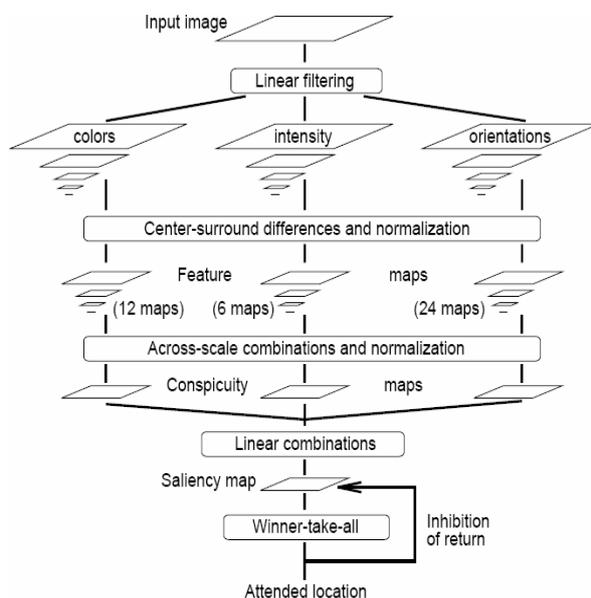 Input image
Linear filtering
colors
intensity
orientations
Center-surround differences and normalization
Feature maps
(12 maps) (6 maps) (24 maps)
Across-scale combinations and normalization
Conspicuity maps
Linear combinations
Saliency map
Winner-take-all
Inhibition
of return
Attended location